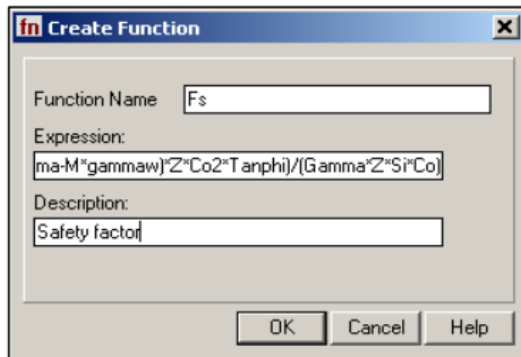 fn Create Function
Function Name Fs
Expression:
ma-M*gammaw)*Z*Co2*Tanphi)/(Gamma*Z*Si*Co)
Description:
Safety factor
OK Cancel Help